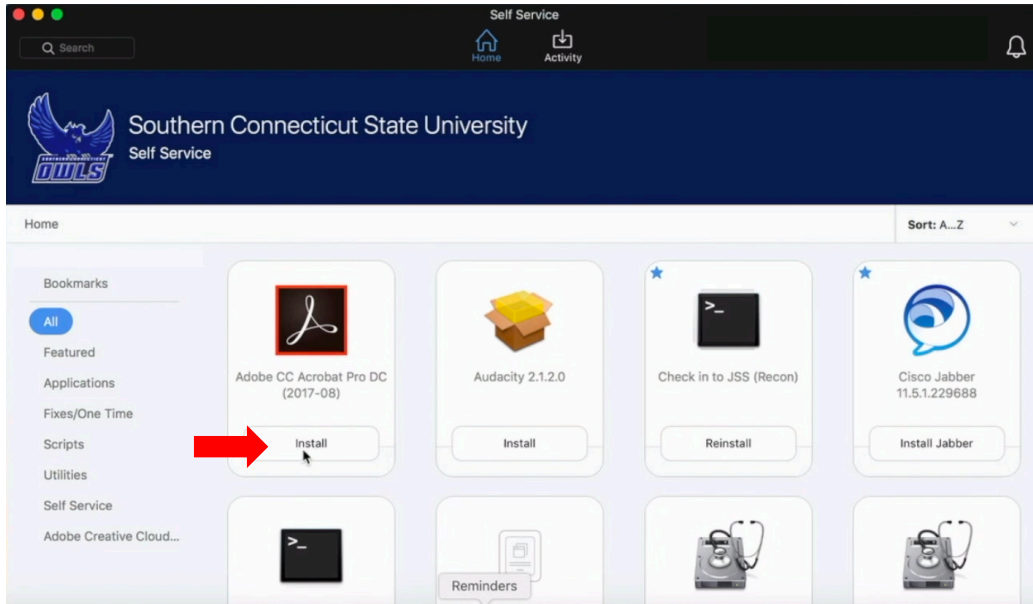 Self Service
Search
Home
Activity
SOUTHERN CONNECTICUT
OWLS
Southern Connecticut State University
Self Service
Home
Sort: A...Z
Bookmarks
All
Featured
Applications
Fixes/One Time
Scripts
Utilities
Self Service
Adobe Creative Cloud...
Adobe CC Acrobat Pro DC
(2017-08)
Install
Audacity 2.1.2.0
Install
>_
Check in to JSS (Recon)
Reinstall
Cisco Jabber
11.5.1.229688
Install Jabber
>_
Reminders